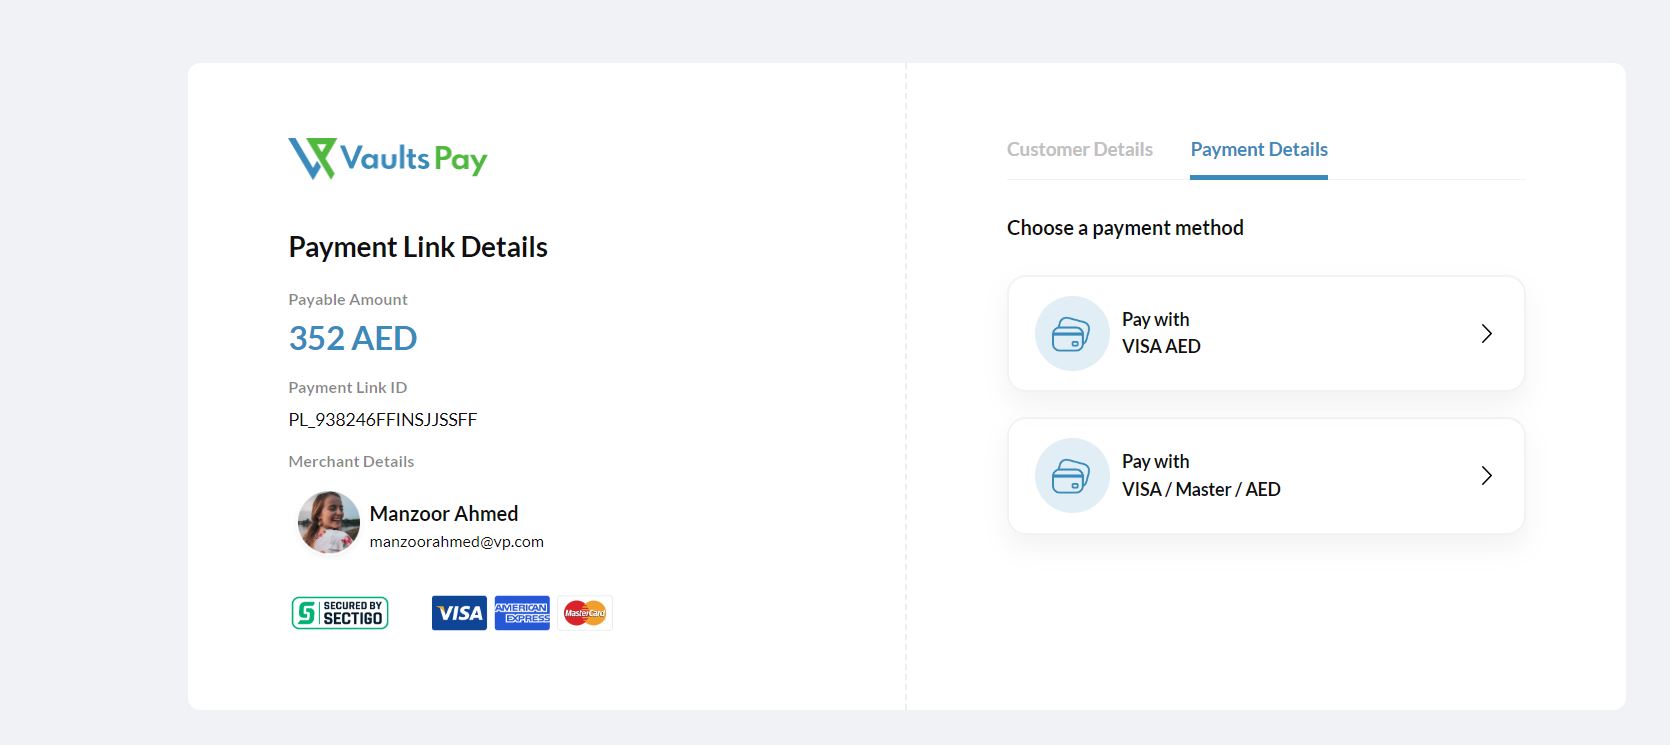 Vaults Pay
Payment Link Details
Payable Amount
352 AED
Payment Link ID
PL_938246FFINSJJSSFF
Merchant Details
Manzoor Ahmed
manzoorahmed@vp.com
SECURED BY
SECTIGO
VISA
AMERICAN
EXPRESS
MasterCard
Customer Details
Payment Details
Choose a payment method
Pay with
VISA AED
Pay with
VISA / Master / AED